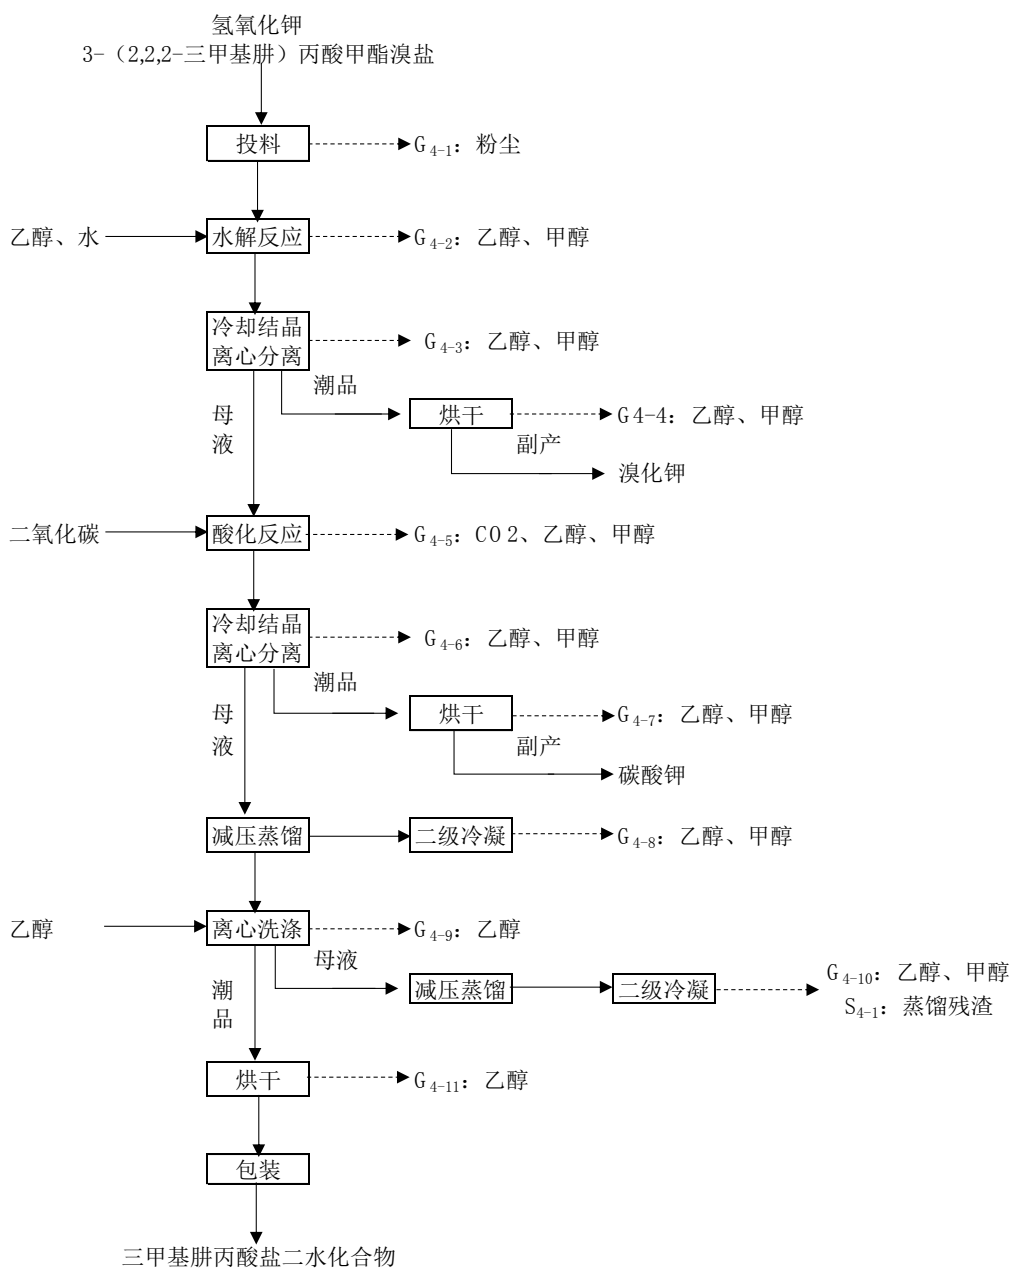 氢氧化钾
3-（2,2,2-三甲基肼）丙酸甲酯溴盐
投料
G4-1：粉尘
乙醇、水
水解反应
G4-2：乙醇、甲醇
冷却结晶
离心分离
G4-3：乙醇、甲醇
潮品
母
液
烘干
G4-4：乙醇、甲醇
副产
溴化钾
二氧化碳
酸化反应
G4-5：CO2、乙醇、甲醇
冷却结晶
离心分离
G4-6：乙醇、甲醇
潮品
母
液
烘干
G4-7：乙醇、甲醇
副产
碳酸钾
减压蒸馏
二级冷凝
G4-8：乙醇、甲醇
乙醇
离心洗涤
G4-9：乙醇
母液
潮
品
减压蒸馏
二级冷凝
G4-10：乙醇、甲醇
S4-1：蒸馏残渣
烘干
G4-11：乙醇
包装
三甲基肼丙酸盐二水化合物